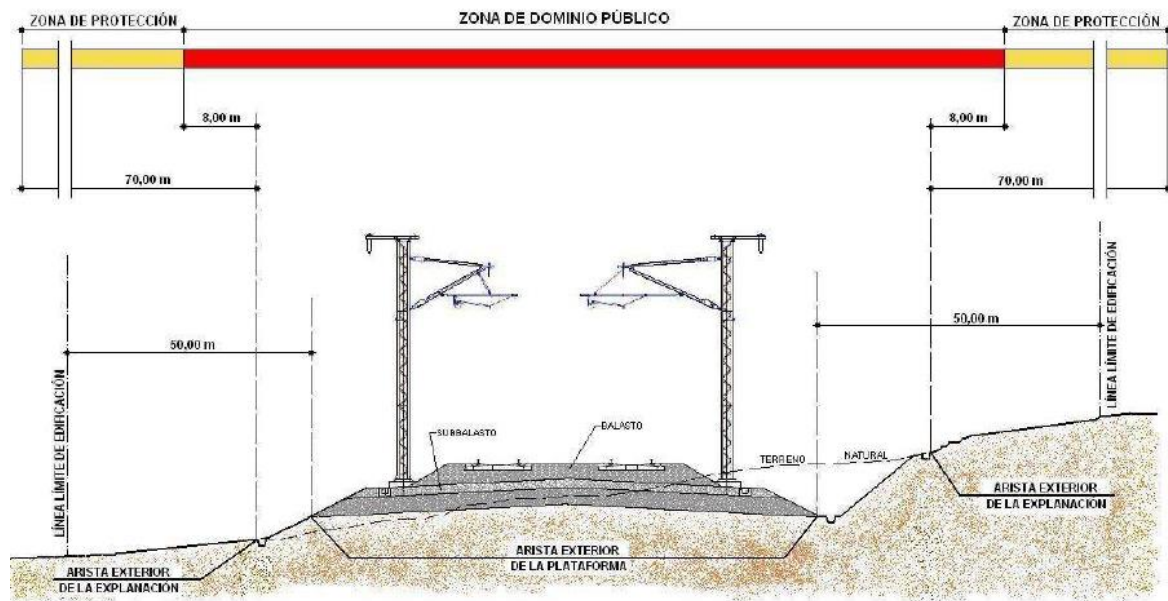 ZONA DE PROTECCIÓN
ZONA DE DOMINIO PÚBLICO
ZONA DE PROTECCIÓN
8,00 m
8,00 m
70,00 m
70,00 m
50,00 m
50,00 m
LÍNEA LÍMITE DE EDIFICACIÓN
LÍNEA LÍMITE DE EDIFICACIÓN
SUBBALASTO
BALASTO
TERRENO NATURAL
ARISTA EXTERIOR
DE LA EXPLANACIÓN
ARISTA EXTERIOR
DE LA PLATAFORMA
ARISTA EXTERIOR
DE LA EXPLANACIÓN